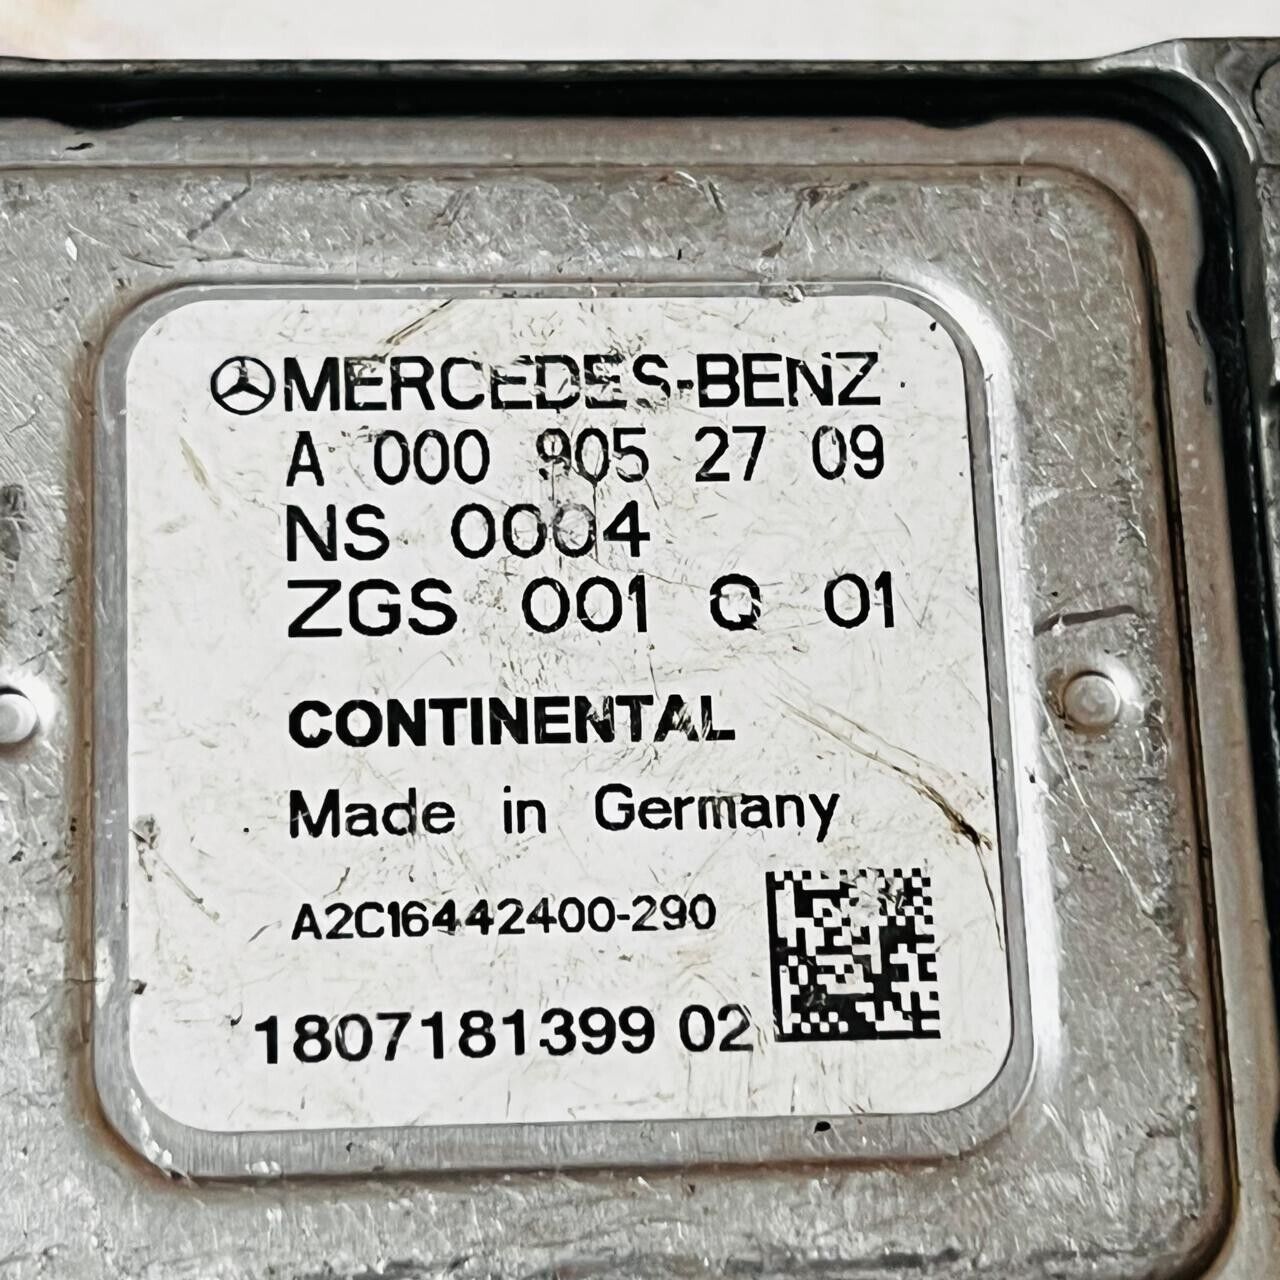 MERCEDES-BENZ
A 000 905 27 09
NS 0004
ZGS 001 Q 01
CONTINENTAL
Made in Germany
A2C16442400-290
1807181399 02